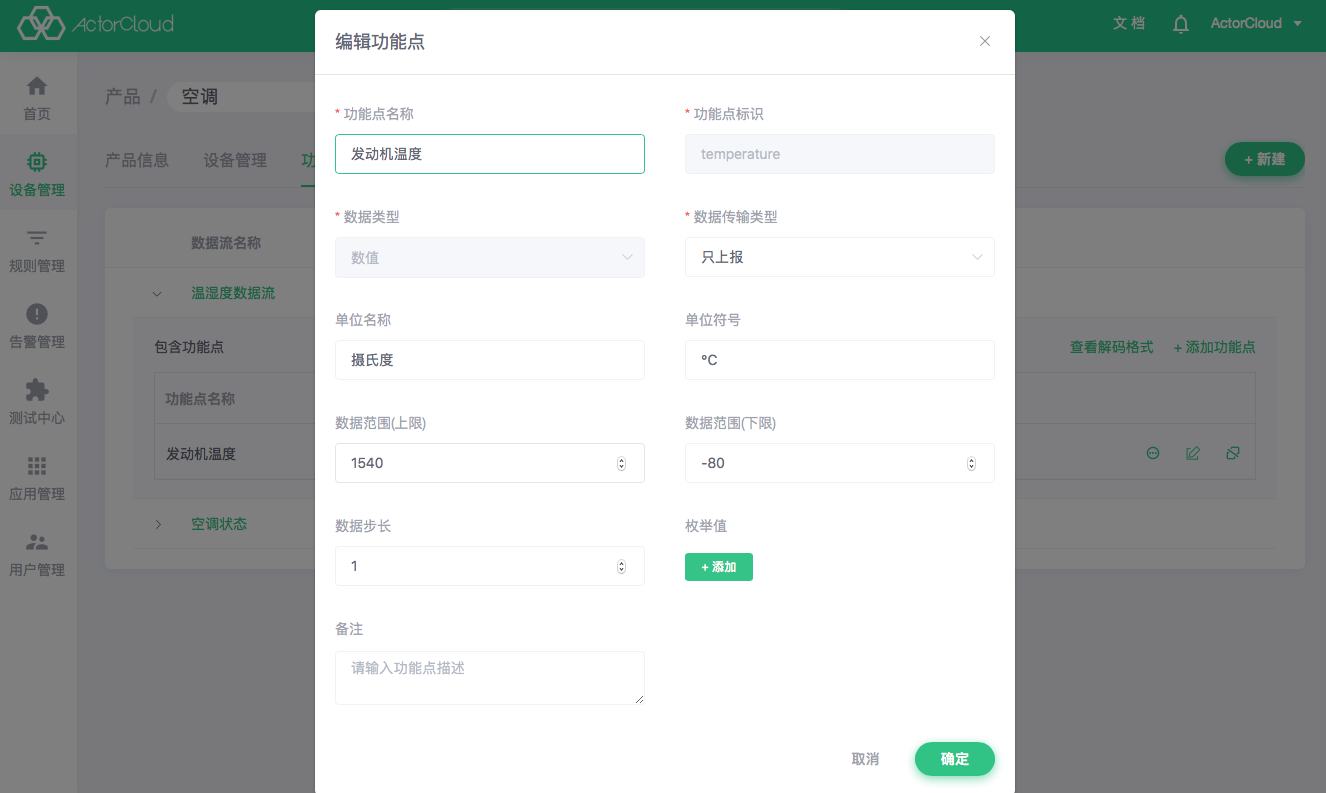 ActorCloud
文 档
ActorCloud
编辑功能点
首页
设备管理
规则管理
告警管理
测试中心
应用管理
用户管理
产品 / 空调
产品信息
设备管理
功
+ 新建
数据流名称
温湿度数据流
包含功能点
查看解码格式
+ 添加功能点
功能点名称
发动机温度
空调状态
* 功能点名称
* 功能点标识
发动机温度
temperature
* 数据类型
* 数据传输类型
数值
只上报
单位名称
单位符号
摄氏度
°C
数据范围(上限)
数据范围(下限)
1540
-80
数据步长
枚举值
1
+ 添加
备注
请输入功能点描述
取消
确定